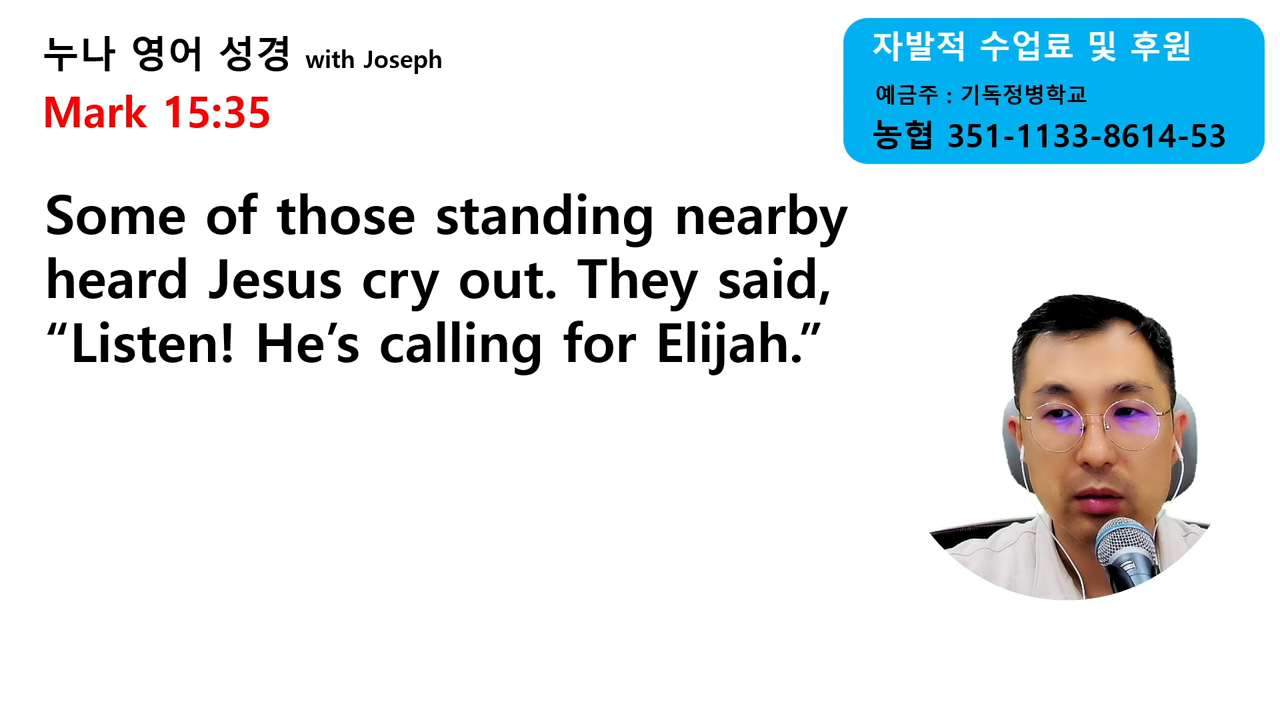 누나 영어 성경 with Joseph
Mark 15:35
자발적 수업료 및 후원
예금주 : 기독정병학교
농협 351-1133-8614-53
Some of those standing nearby
heard Jesus cry out. They said,
“Listen! He’s calling for Elijah.”